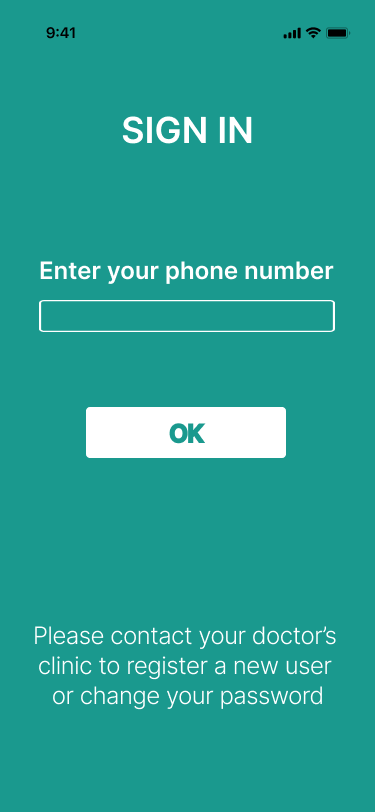 9:41
SIGN IN
Enter your phone number
OK
Please contact your doctor’s
clinic to register a new user
or change your password